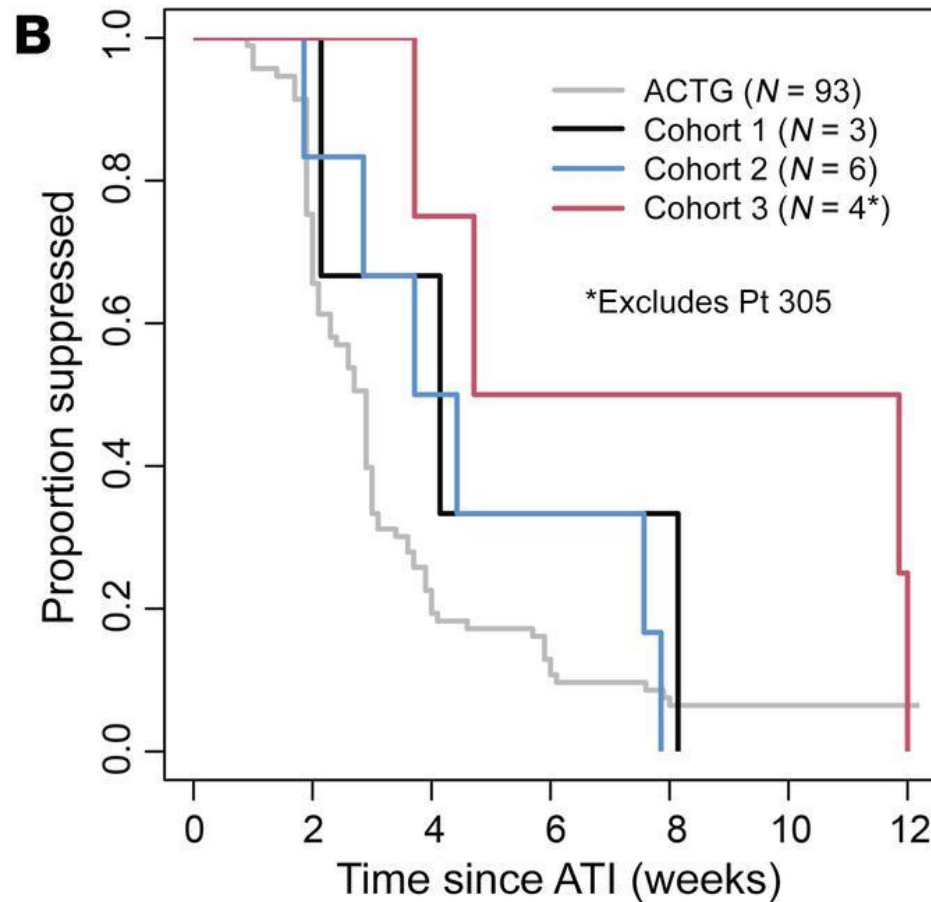 B
ACTG (N = 93)
Cohort 1 (N = 3)
Cohort 2 (N = 6)
Cohort 3 (N = 4*)
*Excludes Pt 305
Proportion suppressed
1.0
0.8
0.6
0.4
0.2
0.0
0 2 4 6 8 10 12
Time since ATI (weeks)